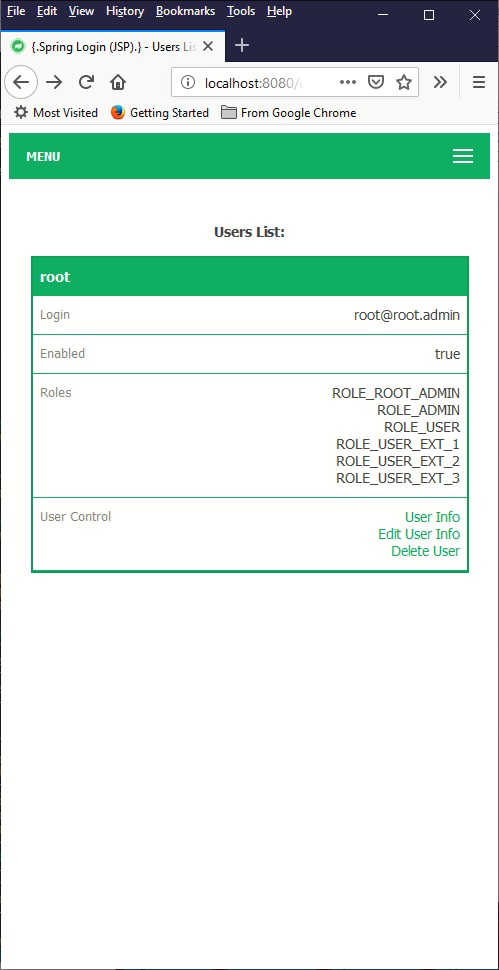 File Edit View History Bookmarks Tools Help
{.Spring Login (JSP).} - Users Lis
localhost:8080/
Most Visited Getting Started From Google Chrome
MENU
Users List:
root
Login root@root.admin
Enabled true
Roles ROLE_ROOT_ADMIN
ROLE_ADMIN
ROLE_USER
ROLE_USER_EXT_1
ROLE_USER_EXT_2
ROLE_USER_EXT_3
User Control User Info
Edit User Info
Delete User